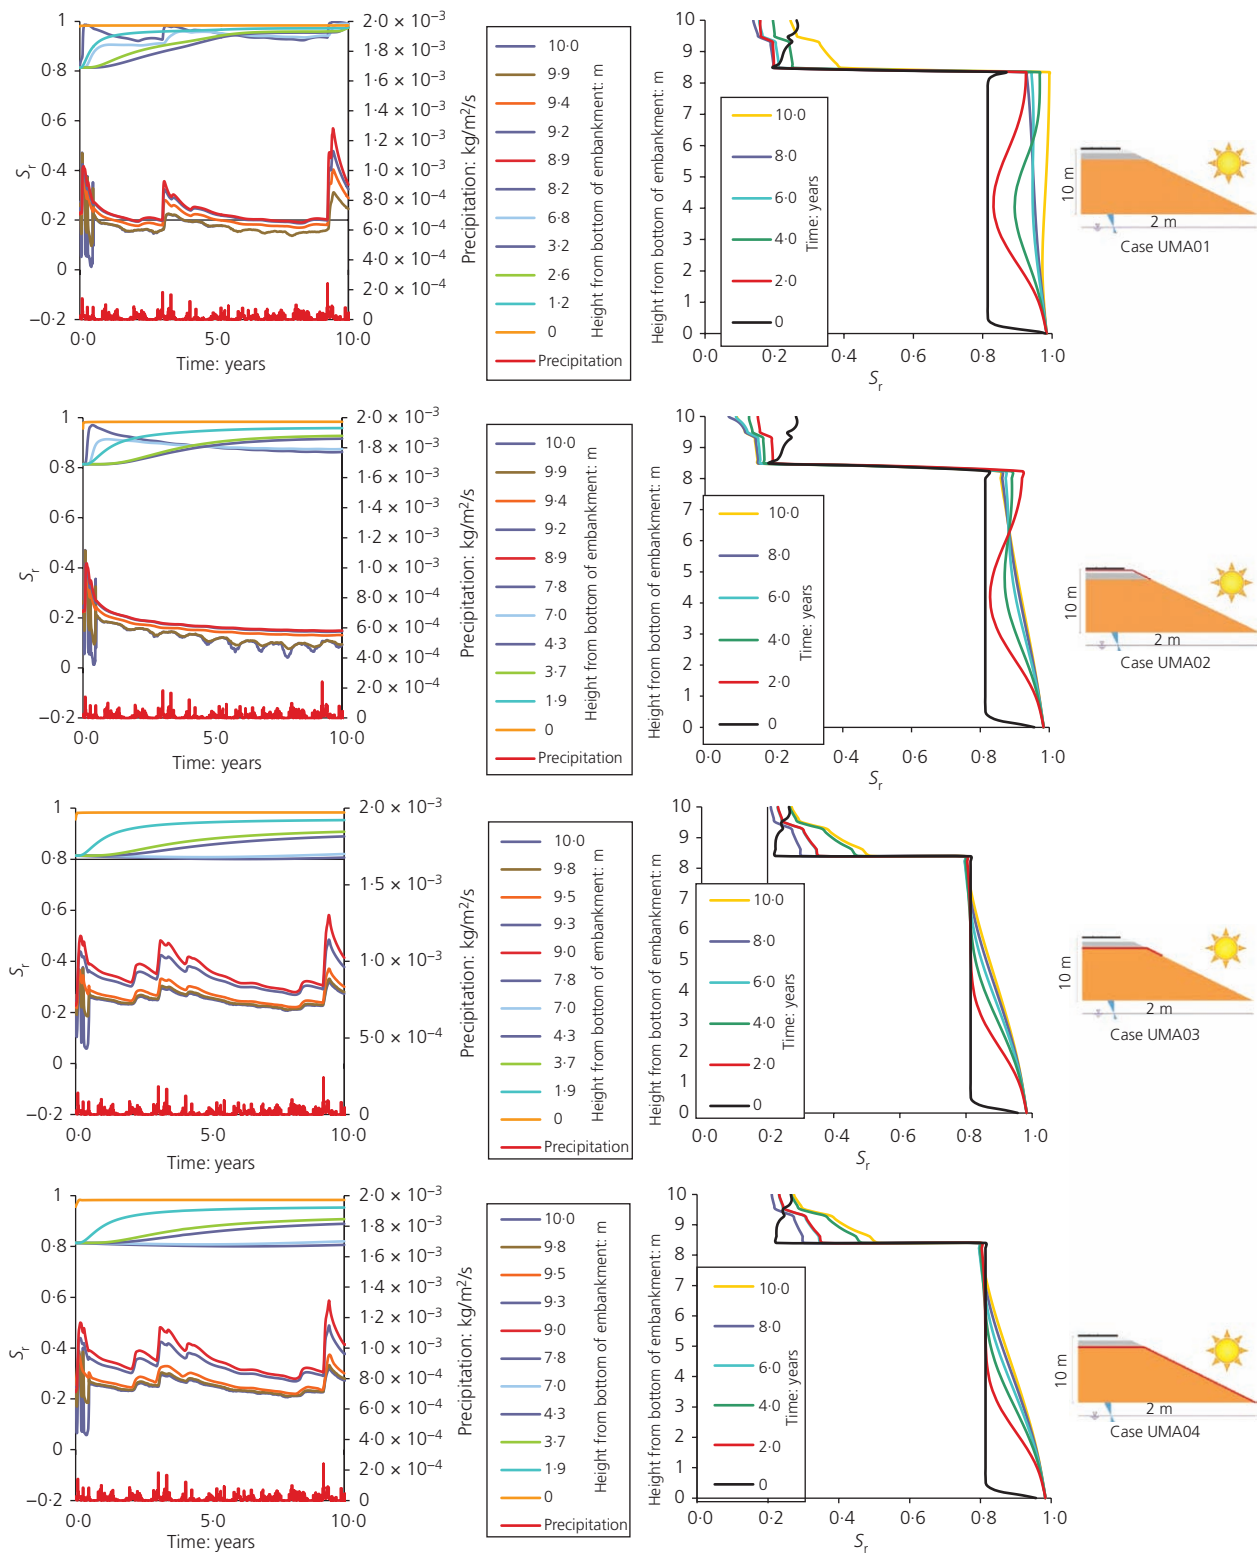 1
0·8
0·6
0·4
0·2
0
−0·2
Sr
0·0
5·0
10·0
Time: years
2·0 × 10−3
1·8 × 10−3
1·6 × 10−3
1·4 × 10−3
1·2 × 10−3
1·0 × 10−3
8·0 × 10−4
6·0 × 10−4
4·0 × 10−4
2·0 × 10−4
0
Precipitation: kg/m2/s
10·0
9·9
9·4
9·2
8·9
8·2
6·8
3·2
2·6
1·2
0
Precipitation
Height from bottom of embankment: m
Height from bottom of embankment: m
10
9
8
7
6
5
4
3
2
1
0
10·0
8·0
6·0
4·0
2·0
0
Time: years
0·0
0·2
0·4
0·6
0·8
1·0
Sr
10 m
2 m
Case UMA01
1
0·8
0·6
0·4
0·2
0
−0·2
Sr
0·0
5·0
10·0
Time: years
2·0 × 10−3
1·8 × 10−3
1·6 × 10−3
1·4 × 10−3
1·2 × 10−3
1·0 × 10−3
8·0 × 10−4
6·0 × 10−4
4·0 × 10−4
2·0 × 10−4
0
Precipitation: kg/m2/s
10·0
9·9
9·4
9·2
8·9
7·8
7·0
4·3
3·7
1·9
0
Precipitation
Height from bottom of embankment: m
Height from bottom of embankment: m
10
9
8
7
6
5
4
3
2
1
0
10·0
8·0
6·0
4·0
2·0
0
Time: years
0·0
0·2
0·4
0·6
0·8
1·0
Sr
10 m
2 m
Case UMA02
1
0·8
0·6
0·4
0·2
0
−0·2
Sr
0·0
5·0
10·0
Time: years
2·0 × 10−3
1·5 × 10−3
1·0 × 10−3
5·0 × 10−4
0
Precipitation: kg/m2/s
10·0
9·8
9·5
9·3
9·0
7·8
7·0
4·3
3·7
1·9
0
Precipitation
Height from bottom of embankment: m
Height from bottom of embankment: m
10
9
8
7
6
5
4
3
2
1
0
10·0
8·0
6·0
4·0
2·0
0
Time: years
0·0
0·2
0·4
0·6
0·8
1·0
Sr
10 m
2 m
Case UMA03
1
0·8
0·6
0·4
0·2
0
−0·2
Sr
0·0
5·0
10·0
Time: years
2·0 × 10−3
1·8 × 10−3
1·6 × 10−3
1·4 × 10−3
1·2 × 10−3
1·0 × 10−3
8·0 × 10−4
6·0 × 10−4
4·0 × 10−4
2·0 × 10−4
0
Precipitation: kg/m2/s
10·0
9·8
9·5
9·3
9·0
7·8
7·0
4·3
3·7
1·9
0
Precipitation
Height from bottom of embankment: m
Height from bottom of embankment: m
10
9
8
7
6
5
4
3
2
1
0
10·0
8·0
6·0
4·0
2·0
0
Time: years
0·0
0·2
0·4
0·6
0·8
1·0
Sr
10 m
2 m
Case UMA04